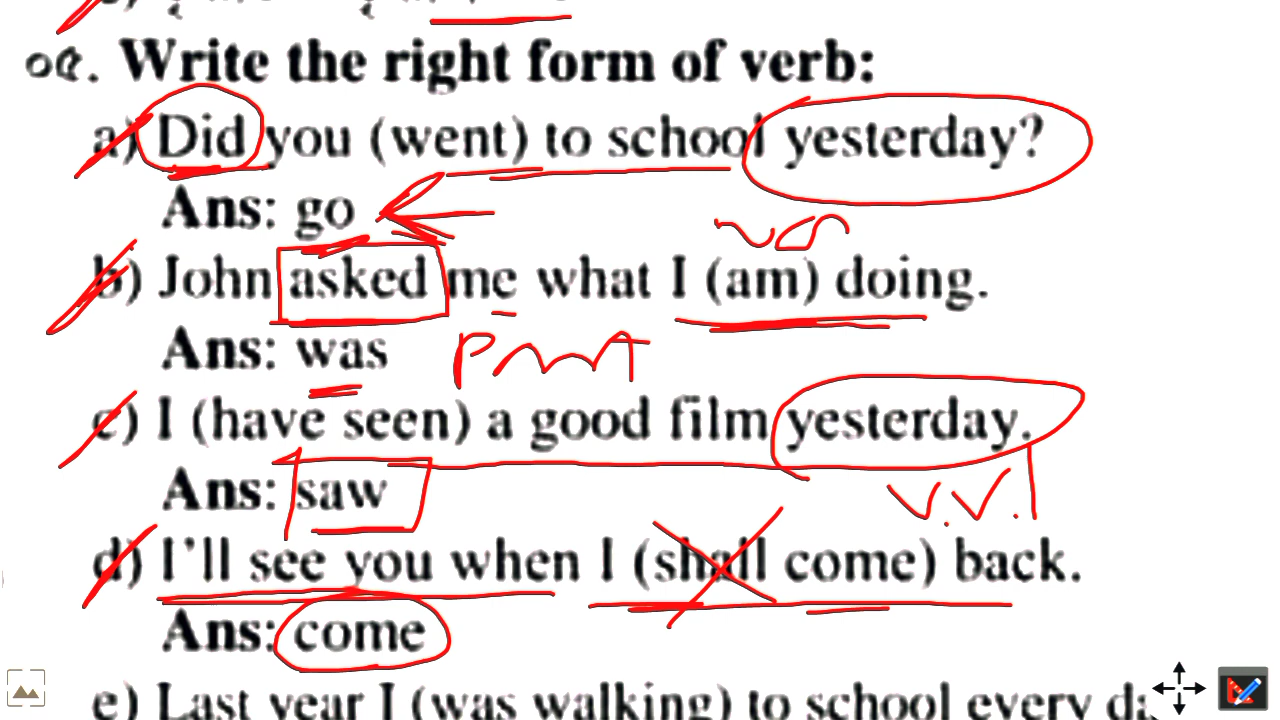 ০৫. Write the right form of verb:
a) Did you (went) to school yesterday?
Ans: go
b) John asked me what I (am) doing.
Ans: was
c) I (have seen) a good film yesterday.
Ans: saw
V.V.I
d) I'll see you when I (shall come) back.
Ans: come
e) Last year I (was walking) to school every